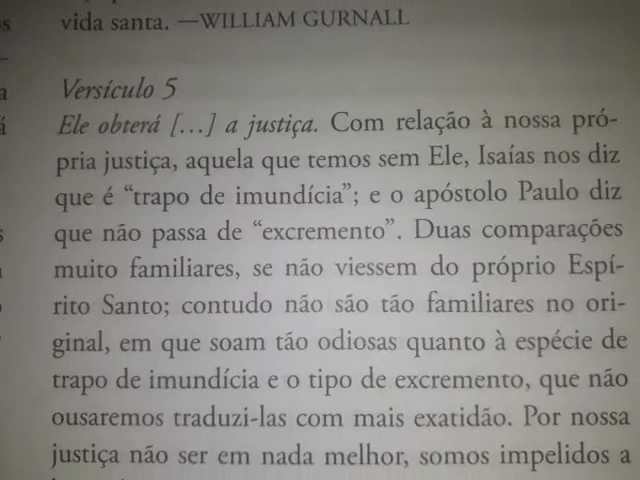 vida santa. —WILLIAM GURNALL
Versículo 5
Ele obterá [...] a justiça. Com relação à nossa pró-
pria justiça, aquela que temos sem Ele, Isaías nos diz
que é “trapo de imundícia”; e o apóstolo Paulo diz
que não passa de “excremento”. Duas comparações
muito familiares, se não viessem do próprio Espí-
rito Santo; contudo não são tão familiares no ori-
ginal, em que soam tão odiosas quanto à espécie de
trapo de imundícia e o tipo de excremento, que não
ousaremos traduzi-las com mais exatidão. Por nossa
justiça não ser em nada melhor, somos impelidos a